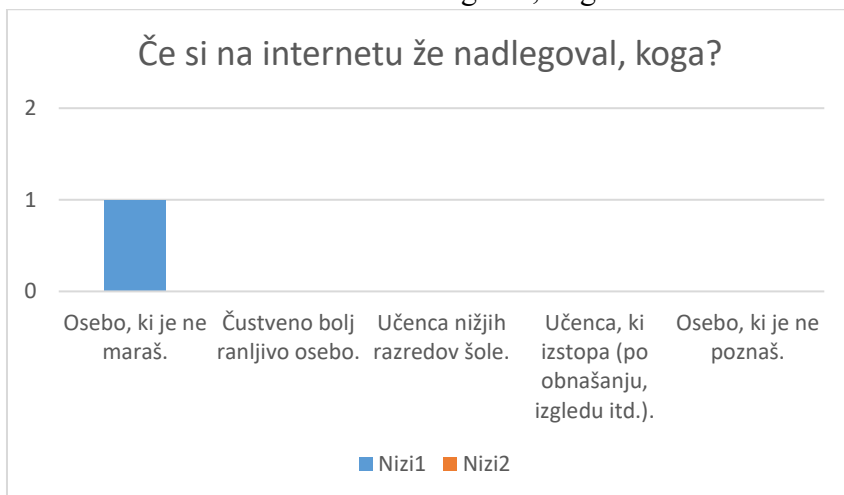 Če si na internetu že nadlegoval, koga?
2
1
0
Osebo, ki je ne
maraš.
Čustveno bolj
ranljivo osebo.
Učenca nižjih
razredov šole.
Učenca, ki
izstopa (po
obnašanju,
izgledu itd.).
Osebo, ki je ne
poznaš.
Nizi1 Nizi2